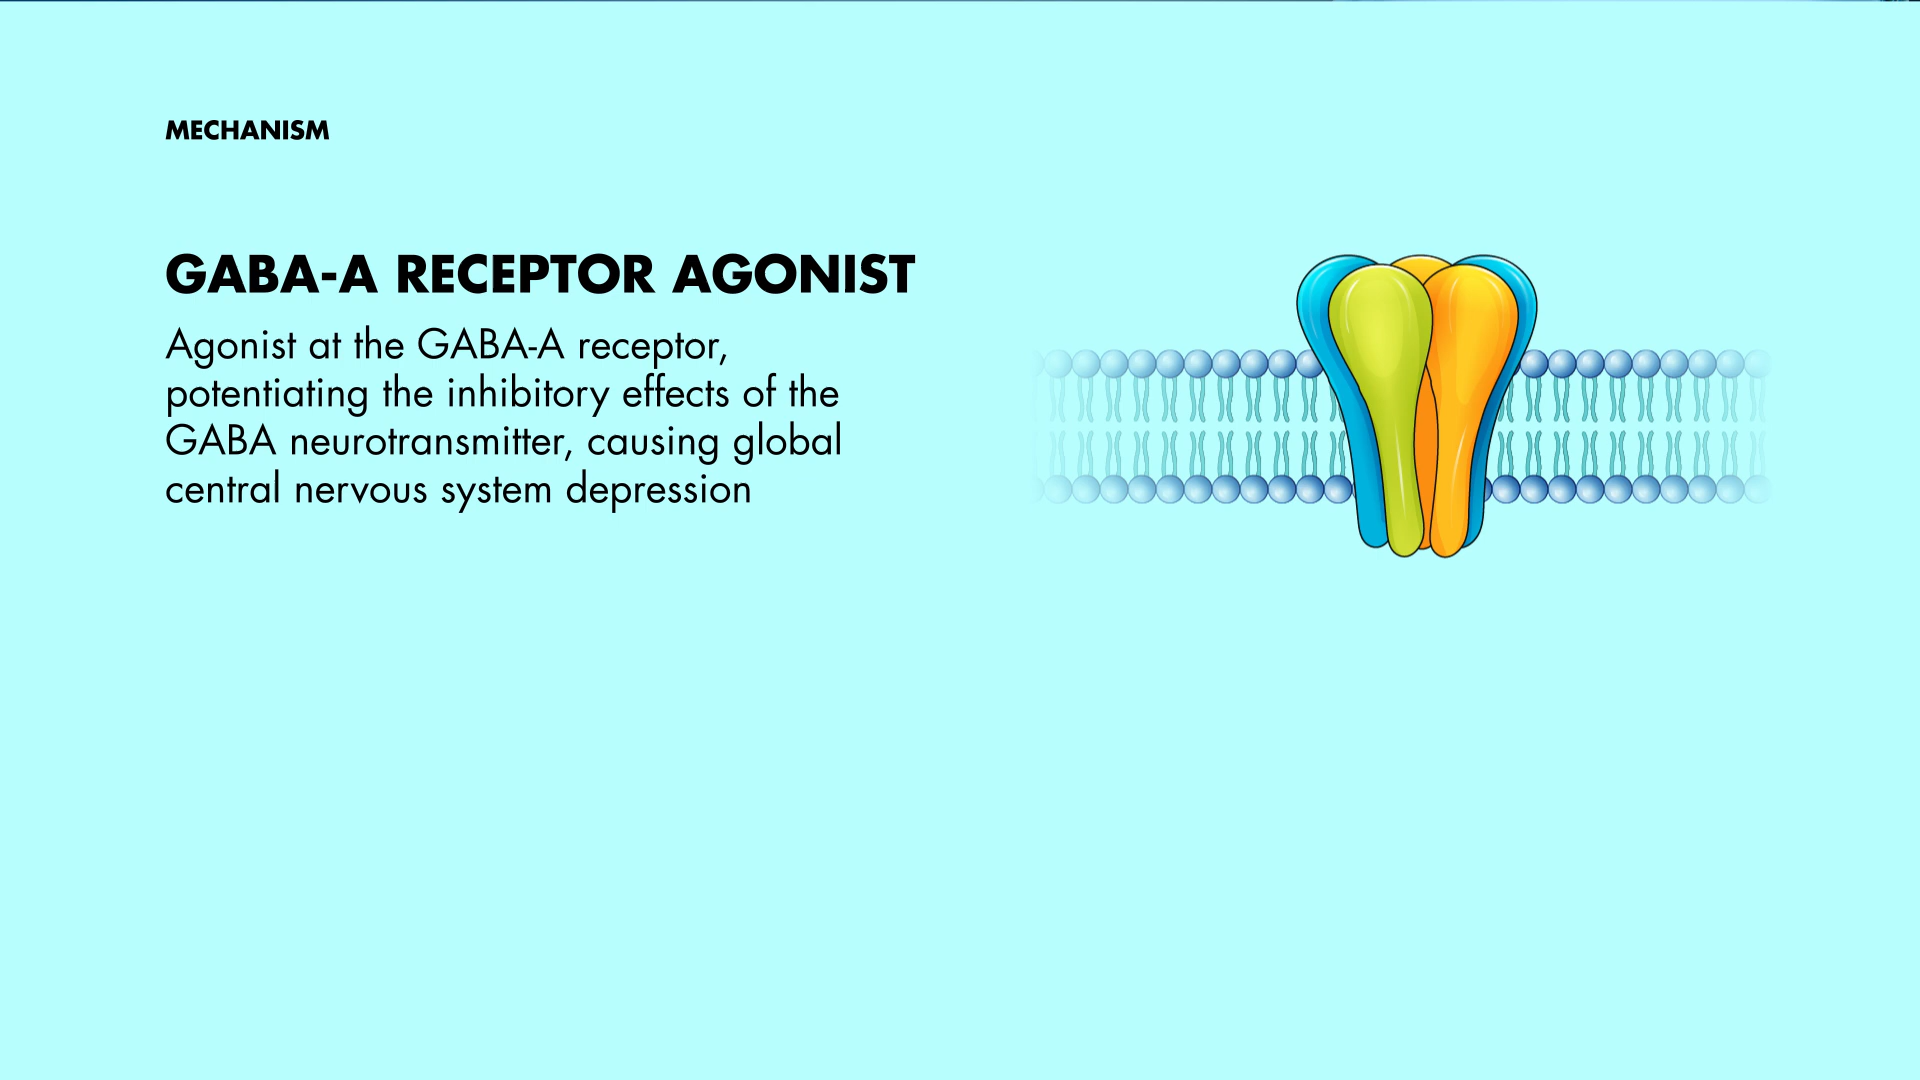 MECHANISM
GABA-A RECEPTOR AGONIST
Agonist at the GABA-A receptor,
potentiating the inhibitory effects of the
GABA neurotransmitter, causing global
central nervous system depression